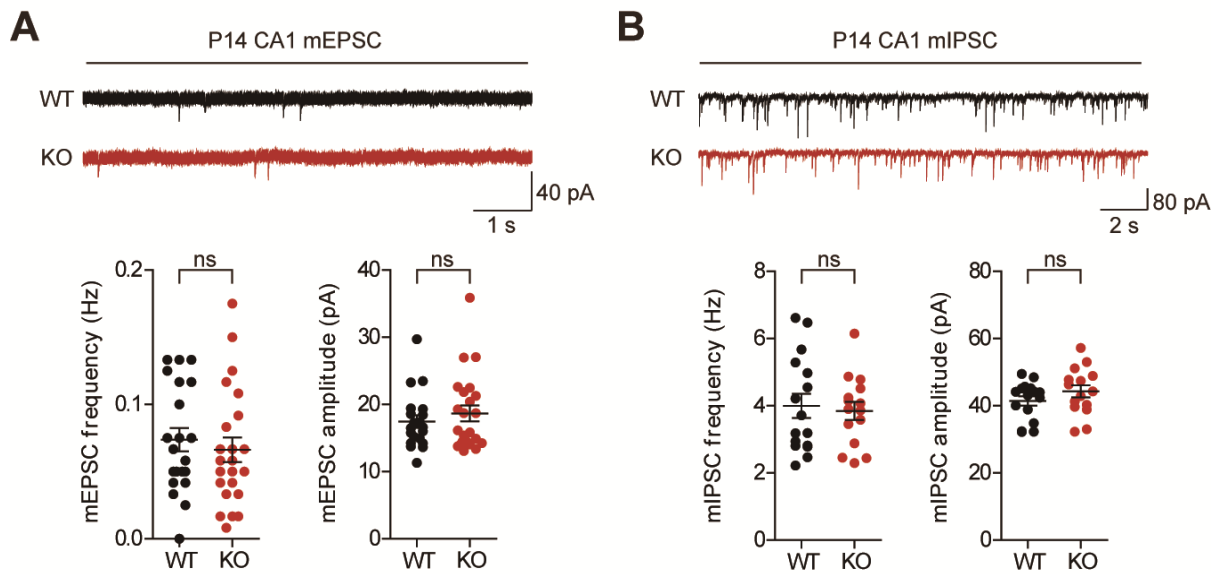 A
P14 CA1 mEPSC
WT
KO
40 pA
1 s
mEPSC frequency (Hz)
0.2
0.1
0.0
ns
WT
KO
mEPSC amplitude (pA)
40
30
20
10
0
ns
WT
KO
B
P14 CA1 mIPSC
WT
KO
80 pA
2 s
mIPSC frequency (Hz)
8
6
4
2
0
ns
WT
KO
mIPSC amplitude (pA)
80
60
40
20
0
ns
WT
KO